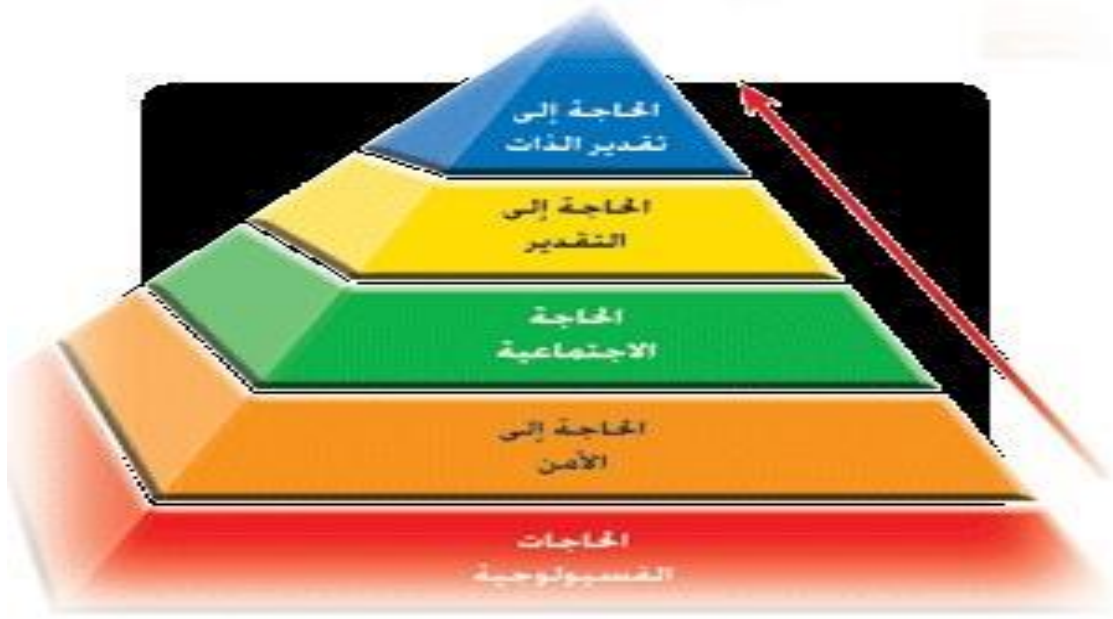 الحاجة إلى
تقدير الذات
الحاجة إلى
التقدير
الحاجة
الاجتماعية
الحاجة إلى
الأمن
الحاجات
الفسيولوجية